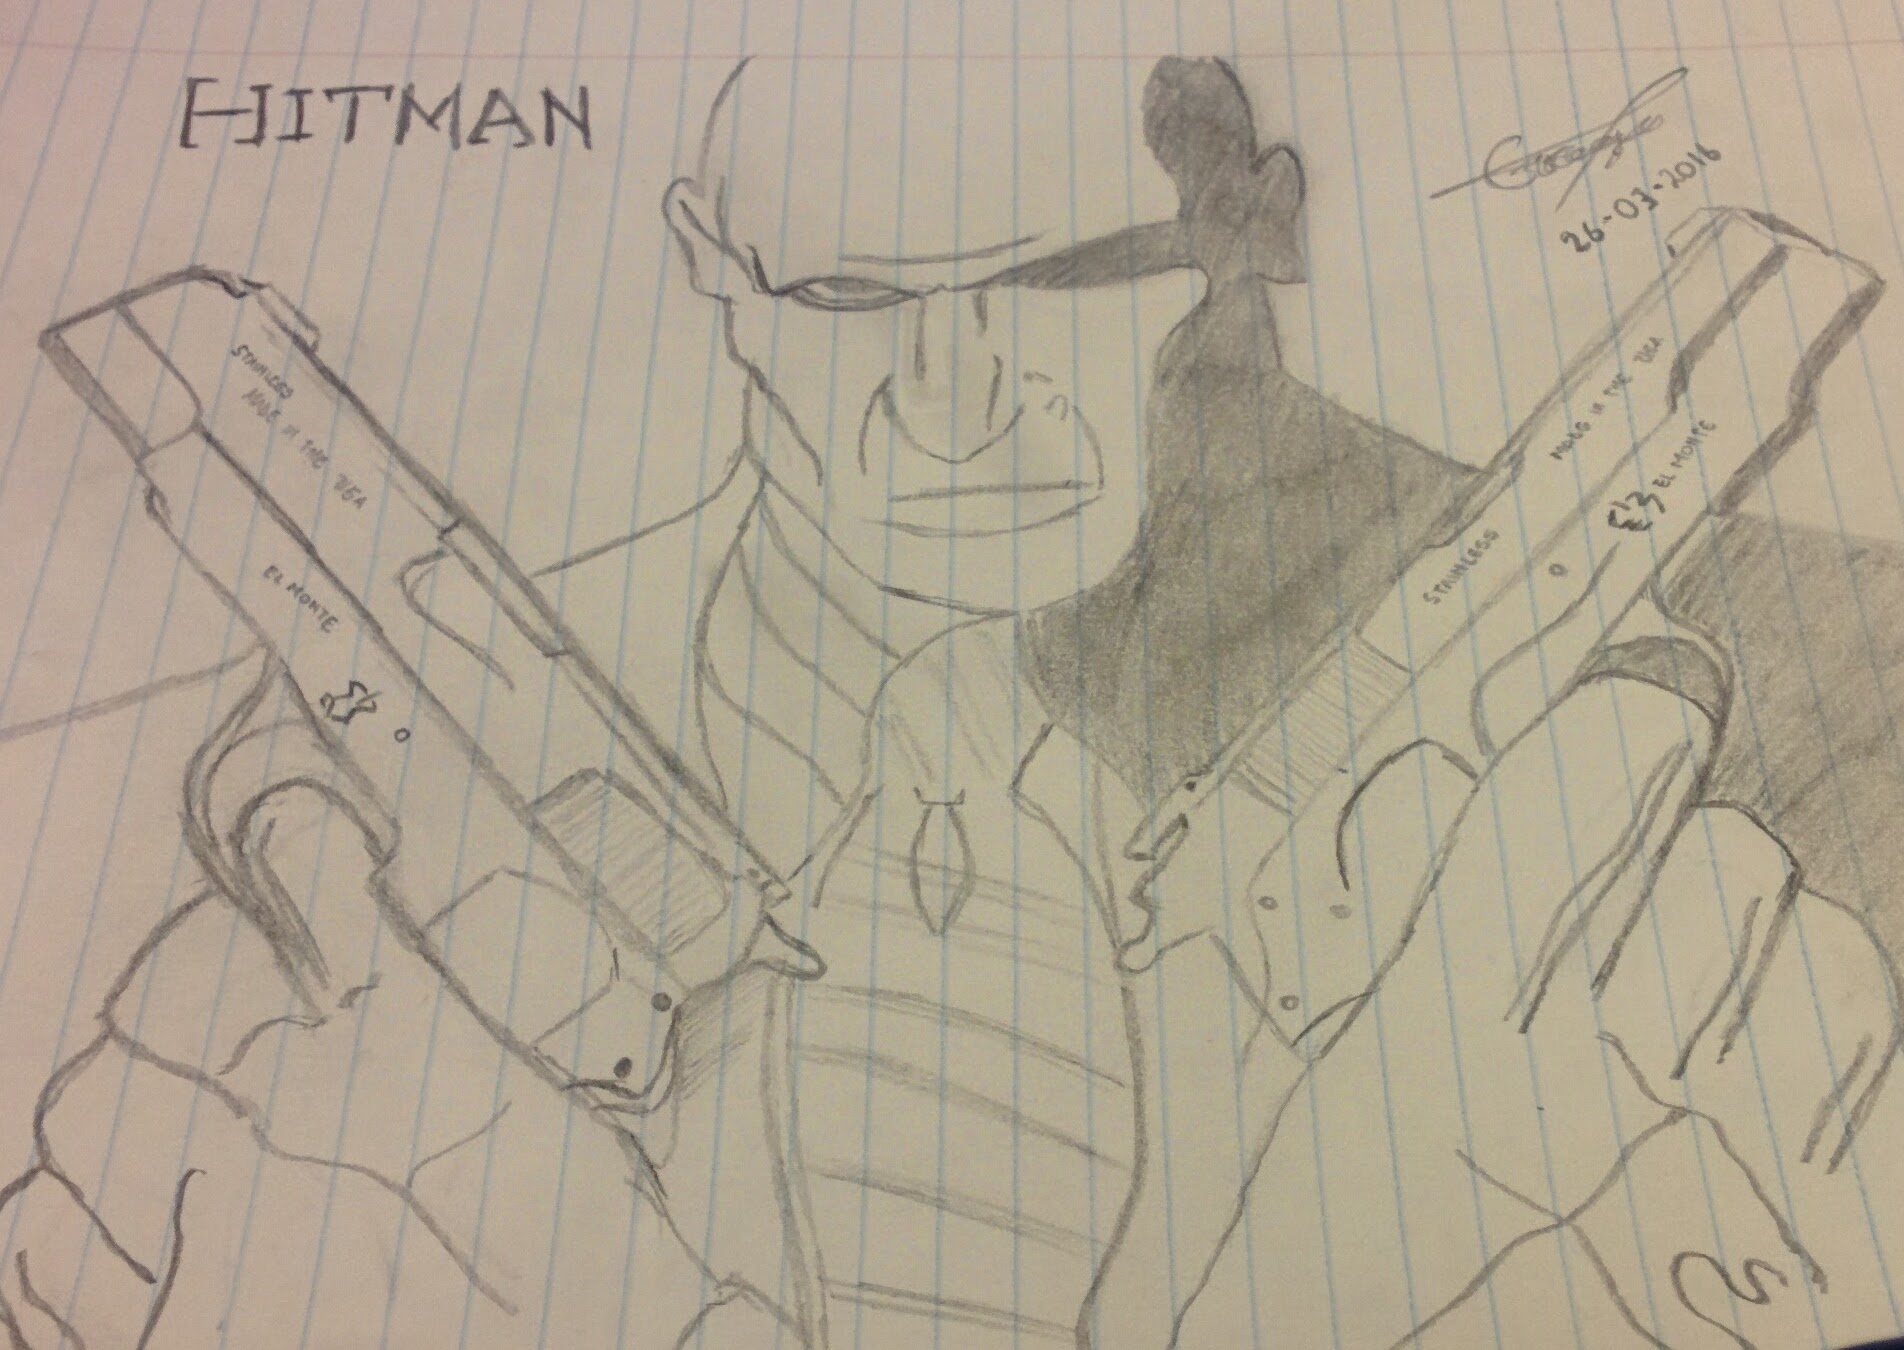 HITMAN
26-03-2016
STAINLESS
MADE IN THE USA
EL MONTE
MADE IN THE USA
EL MONTE
STAINLESS